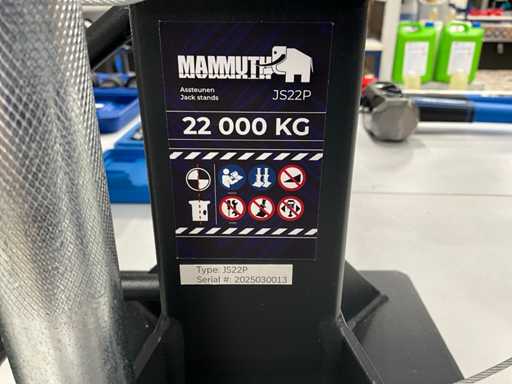 MAMMUTH
Assteunen
Jack stands
JS22P
22 000 KG
Type: JS22P
Serial #: 2025030013